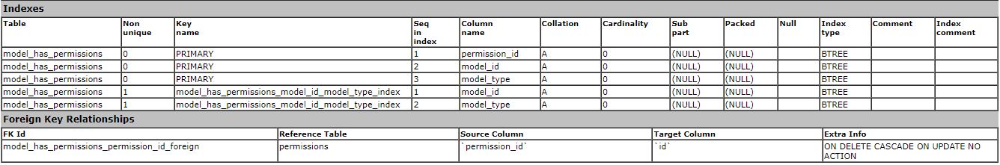 Indexes
Table Non unique Key name Seq in index Column name Collation Cardinality Sub part Packed Null Index type Comment Index comment
model_has_permissions 0 PRIMARY 1 permission_id A 0 (NULL) (NULL) BTREE
model_has_permissions 0 PRIMARY 2 model_id A 0 (NULL) (NULL) BTREE
model_has_permissions 0 PRIMARY 3 model_type A 0 (NULL) (NULL) BTREE
model_has_permissions 1 model_has_permissions_model_id_model_type_index 1 model_id A 0 (NULL) (NULL) BTREE
model_has_permissions 1 model_has_permissions_model_id_model_type_index 2 model_type A 0 (NULL) (NULL) BTREE
Foreign Key Relationships
FK Id Reference Table Source Column Target Column Extra Info
model_has_permissions_permission_id_foreign permissions `permission_id` `id` ON DELETE CASCADE ON UPDATE NO ACTION